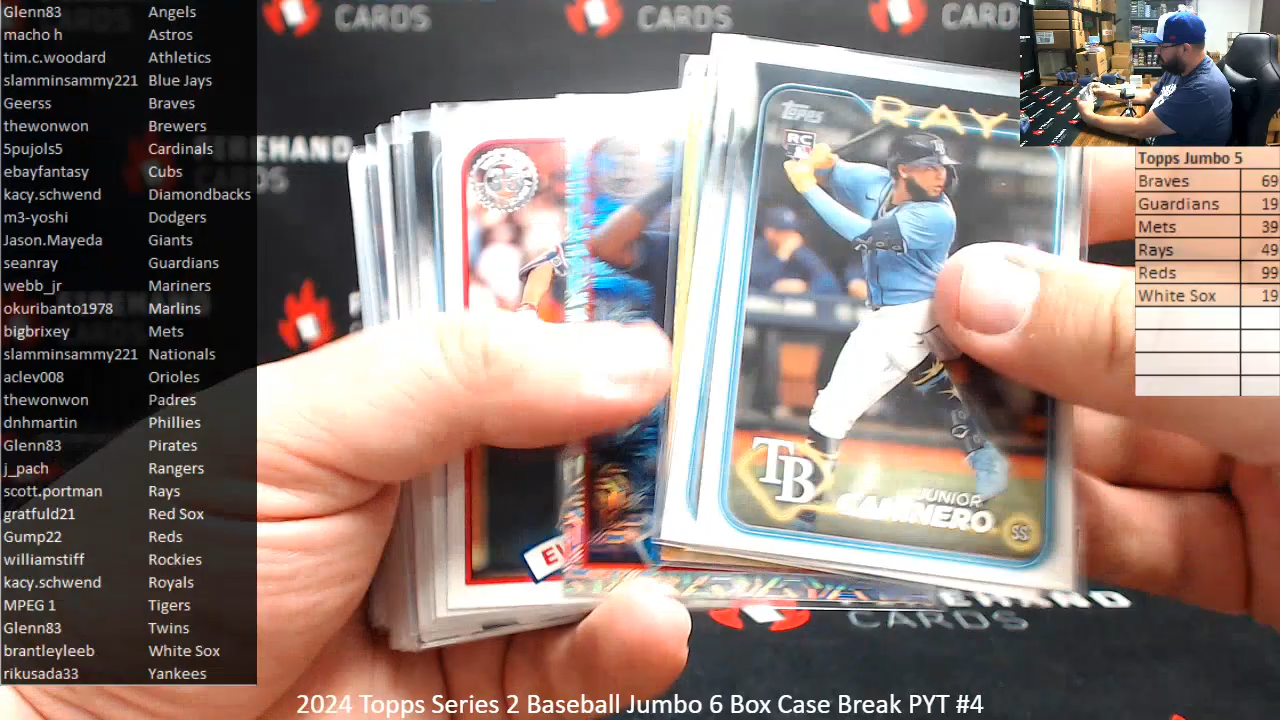 Glenn83 Angels
macho h Astros
tim.c.woodard Athletics
slamminsammy221 Blue Jays
Geerss Braves
thewonwon Brewers
5pujols5 Cardinals
ebayfantasy Cubs
kacy.schwend Diamondbacks
m3-yoshi Dodgers
Jason.Mayeda Giants
seanray Guardians
webb_jr Mariners
okuribanto1978 Marlins
bigbrixey Mets
slamminsammy221 Nationals
aclev008 Orioles
thewonwon Padres
dnhmartin Phillies
Glenn83 Pirates
j_pach Rangers
scott.portman Rays
gratfuld21 Red Sox
Gump22 Reds
williamstiff Rockies
kacy.schwend Royals
MPEG 1 Tigers
Glenn83 Twins
brantleyleeb White Sox
rikusada33 Yankees
CARDS
CARDS
CARD
REHAND
Topps
RAY
RC
TB
JUNIOR
CAMINERO
SS
EHAND
CARDS
Topps Jumbo 5
Braves 69
Guardians 19
Mets 39
Rays 49
Reds 99
White Sox 19
2024 Topps Series 2 Baseball Jumbo 6 Box Case Break PYT #4